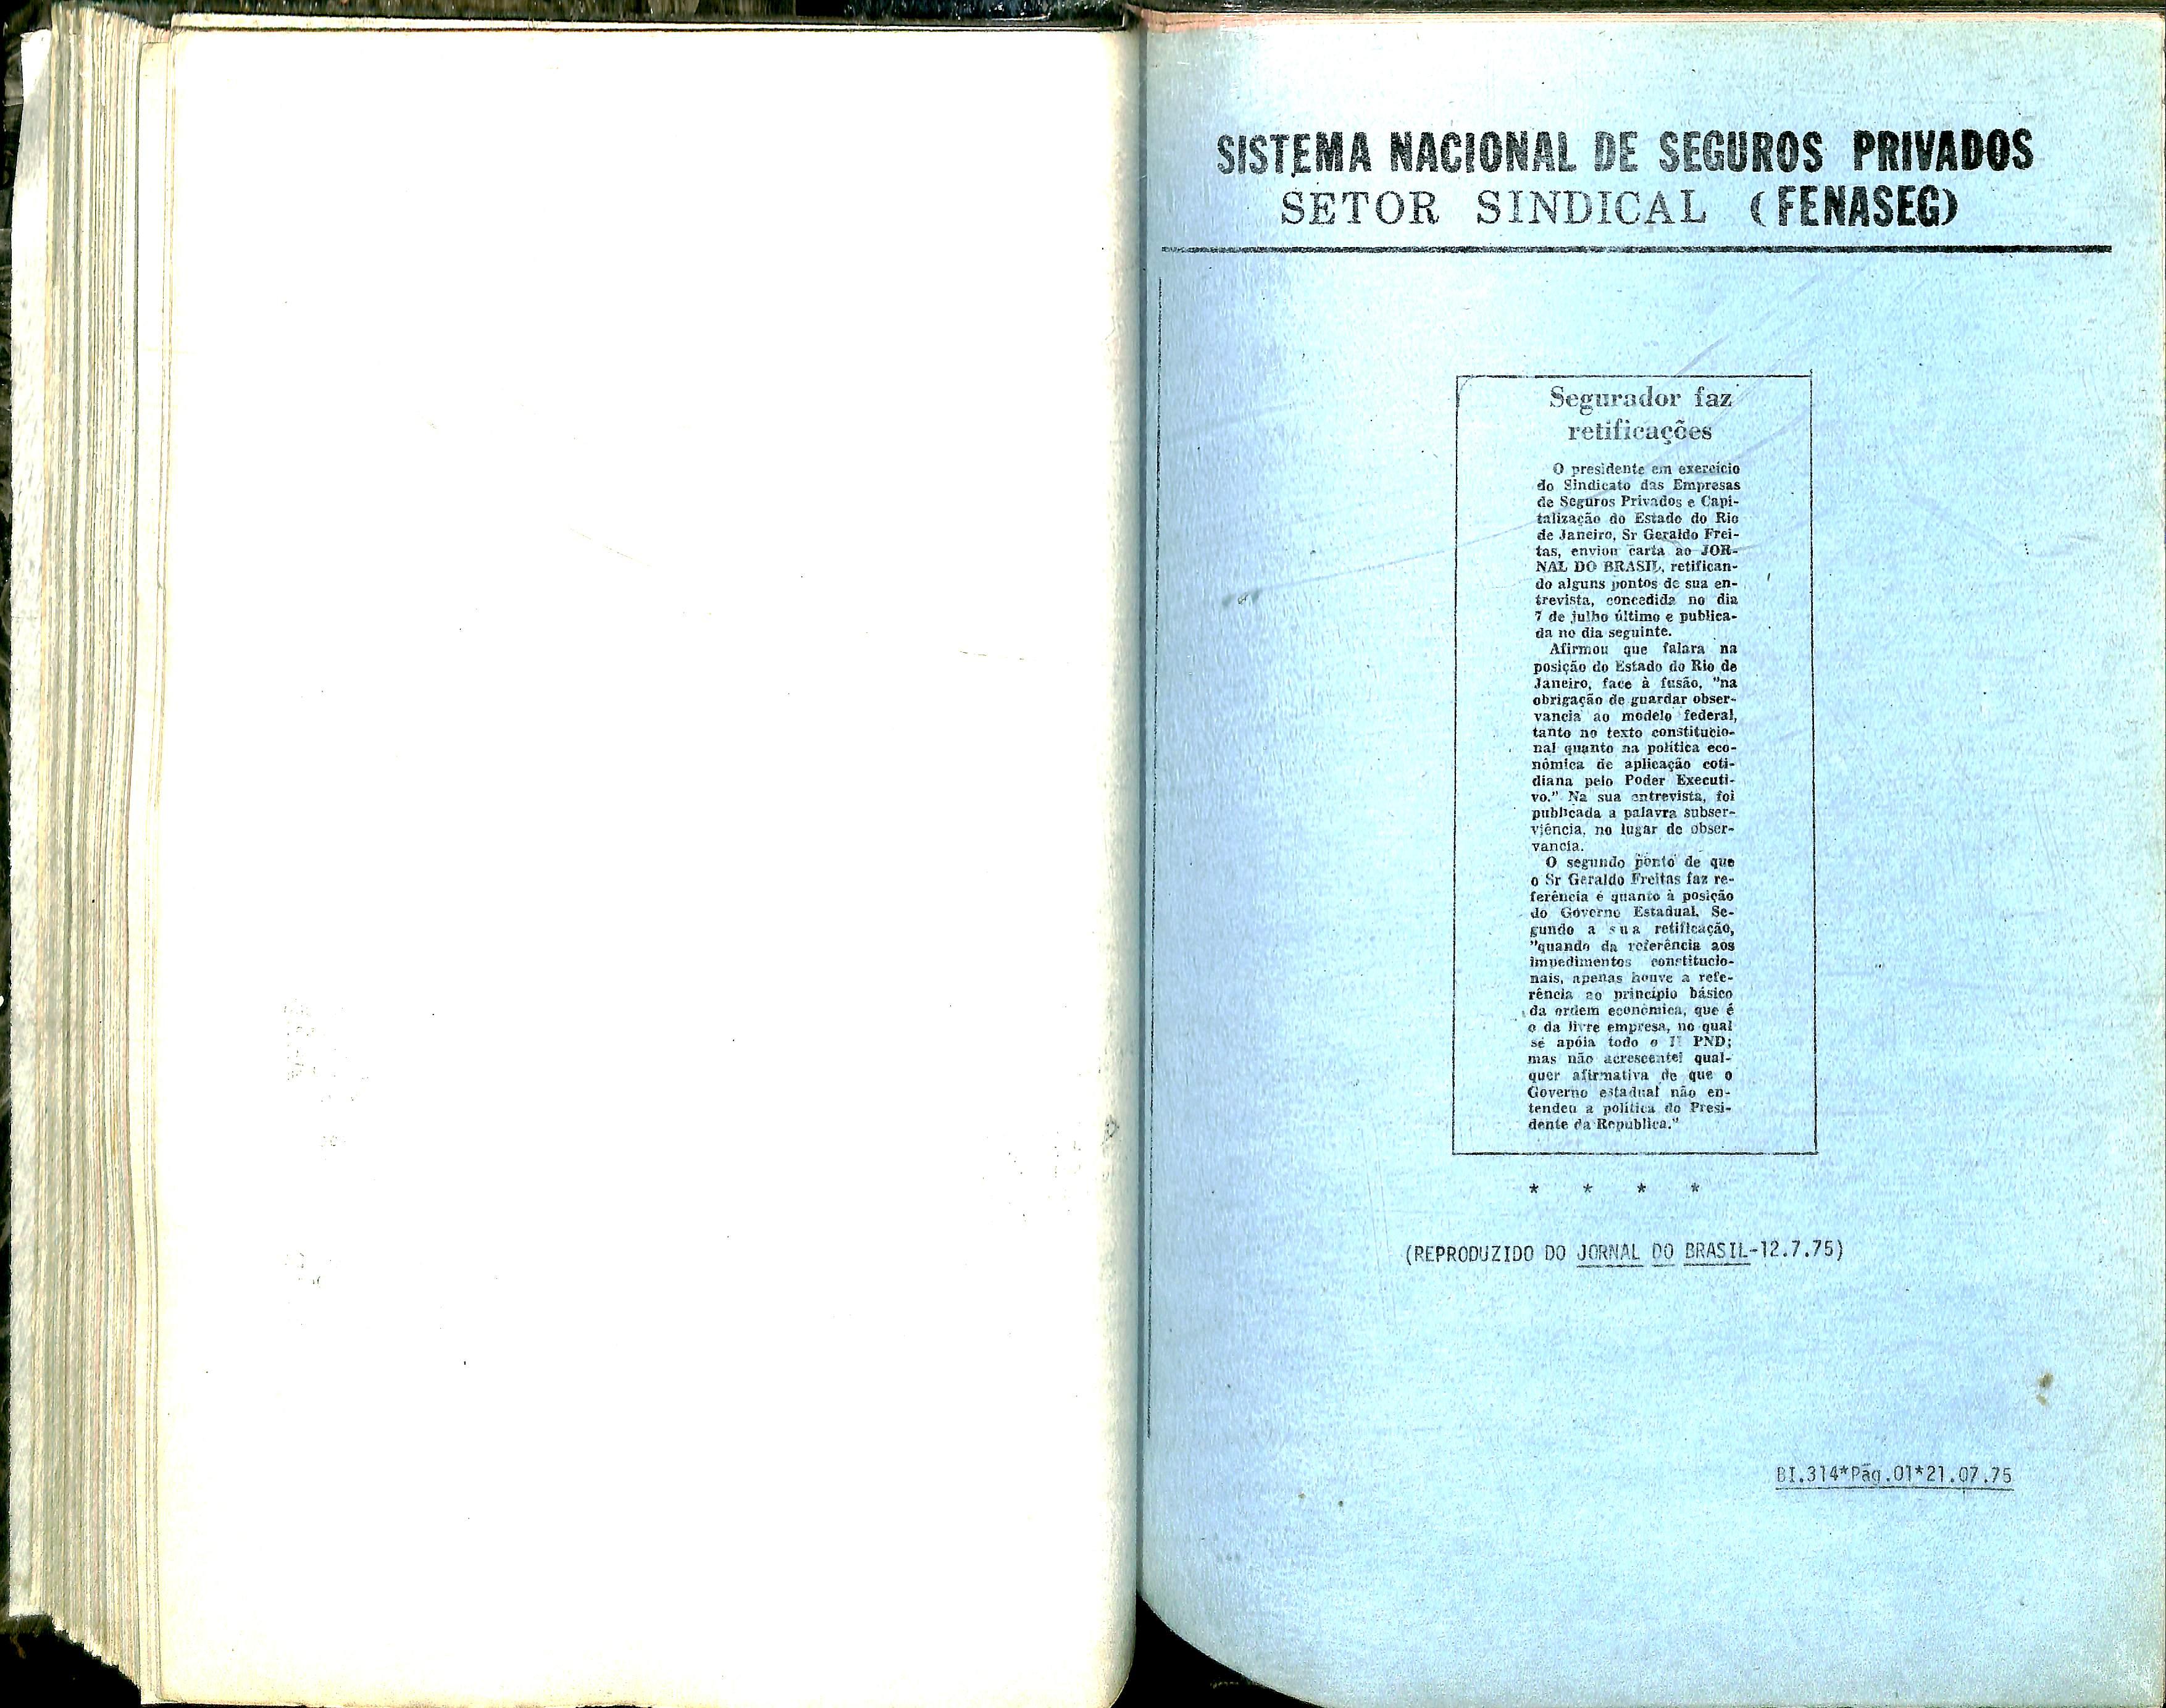 SISTEMA NACIONAL DE SEGUROS PRIVADOS
SETOR SINDICAL (FENASEG)
Segurador faz
retificações
O presidente em exercício
do Sindicato das Empresas
de Seguros Privados e Capi-
talização do Estado do Rio
de Janeiro, Sr Geraldo Frei-
tas, enviou carta ao JOR-
NAL DO BRASIL, retifican-
do alguns pontos de sua en-
trevista, concedida no dia
7 de julho último e publica-
da no dia seguinte.
Afirmou que falara na
posição do Estado do Rio de
Janeiro, face à fusão, "na
obrigação de guardar obser-
vancia ao modelo federal,
tanto no texto constitucio-
nal quanto na política eco-
nômica de aplicação coti-
diana pelo Poder Executi-
vo." Na sua entrevista, foi
publicada a palavra subser-
viência, no lugar de obser-
vancia.
O segundo ponto de que
o Sr Geraldo Freitas faz re-
ferência é quanto à posição
do Governo Estadual. Se-
gundo a sua retificação,
"quando da referência aos
impedimentos constitucio-
nais, apenas houve a refe-
rência ao princípio básico
da ordem econômica, que é
o da livre empresa, no qual
se apóia todo o PND;
mas não acrescentei qual-
quer afirmativa de que o
Governo estadual não en-
tendeu a política do Presi-
dente da Republica."
* * * *
(REPRODUZIDO DO JORNAL DO BRASIL-12.7.75)
BI.314*Pág.01*21.07.75